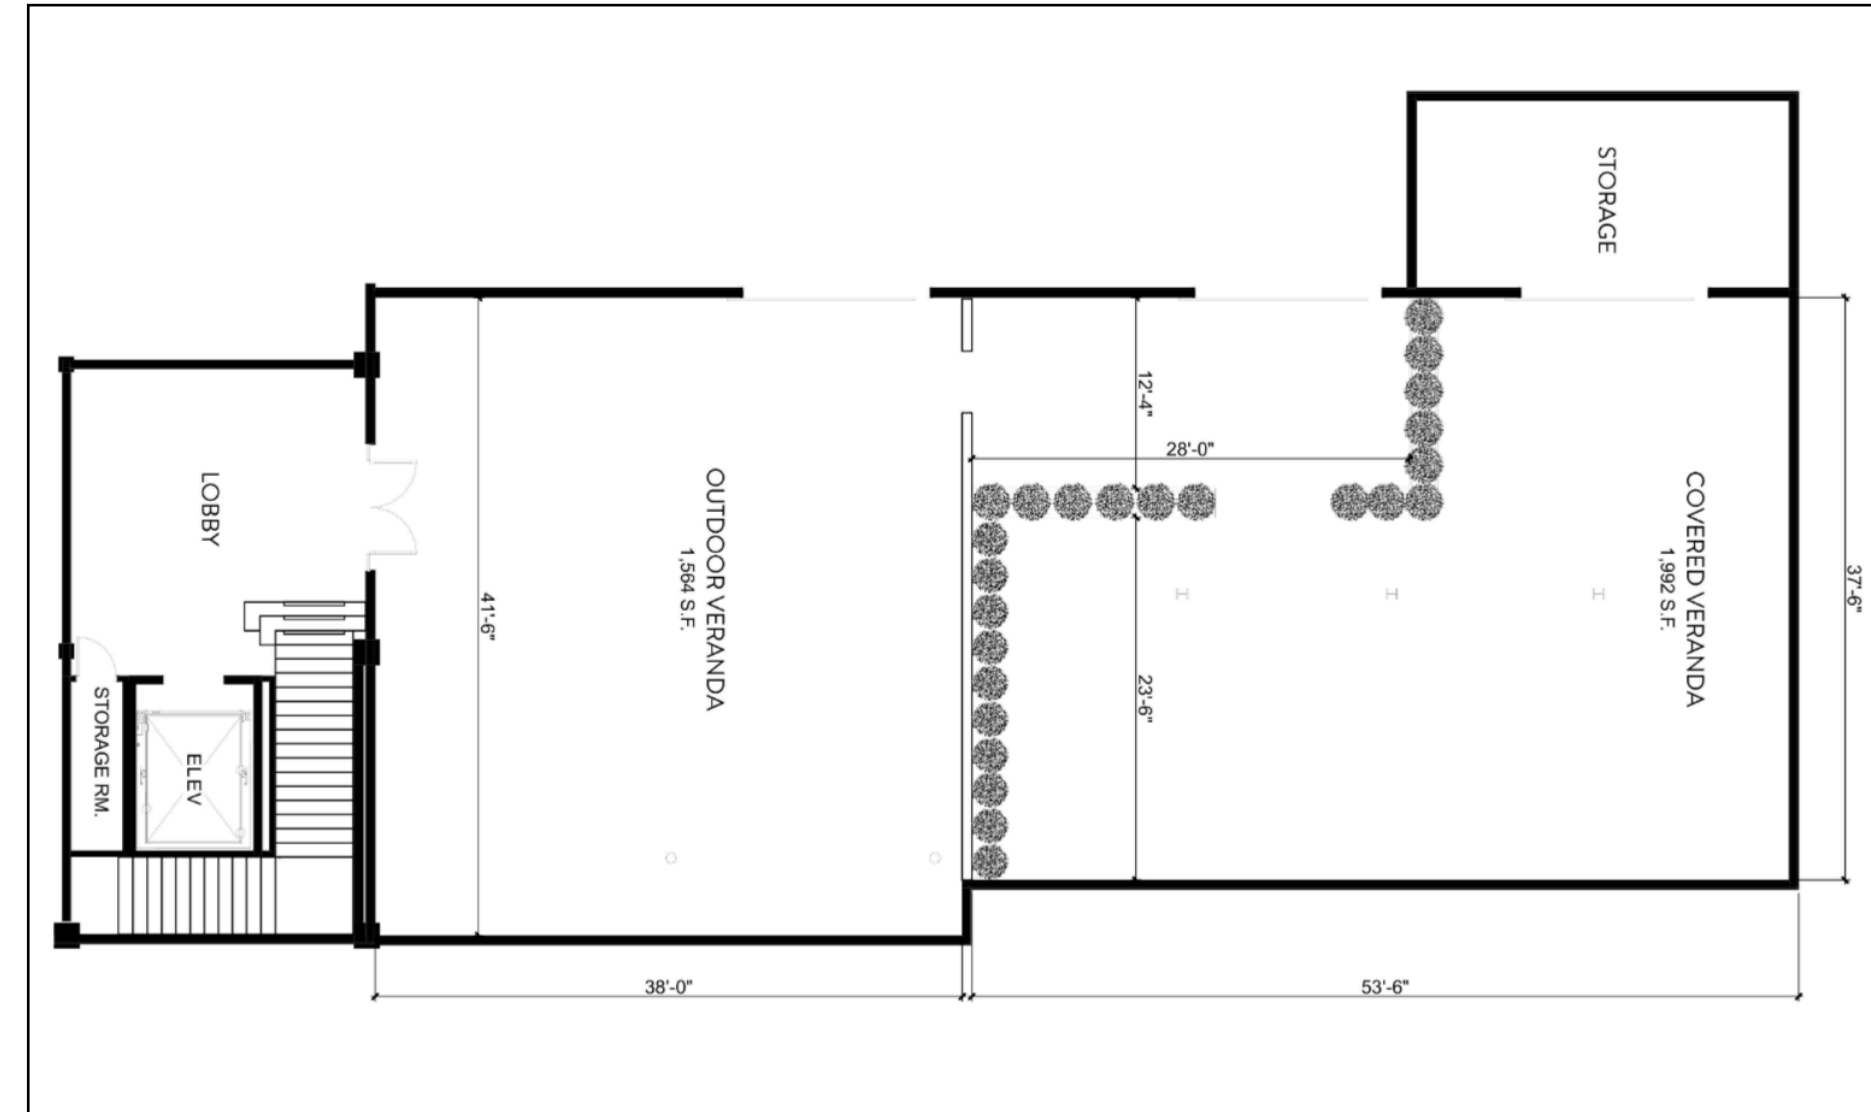 STORAGE
12'-4"
28'-0"
LOBBY
OUTDOOR VERANDA
1,564 S.F.
COVERED VERANDA
1,992 S.F.
37'-6"
41'-6"
23'-6"
STORAGE RM.
ELEV
38'-0"
53'-6"